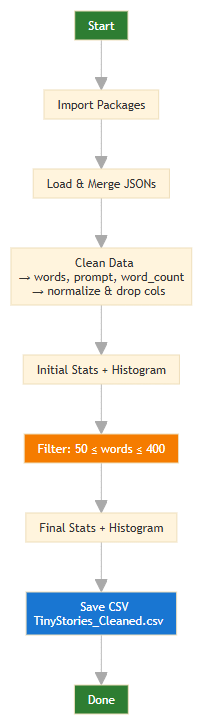 Start
Import Packages
Load & Merge JSONs
Clean Data
→ words, prompt, word_count
→ normalize & drop cols
Initial Stats + Histogram
Filter: 50 ≤ words ≤ 400
Final Stats + Histogram
Save CSV
TinyStories_Cleaned.csv
Done